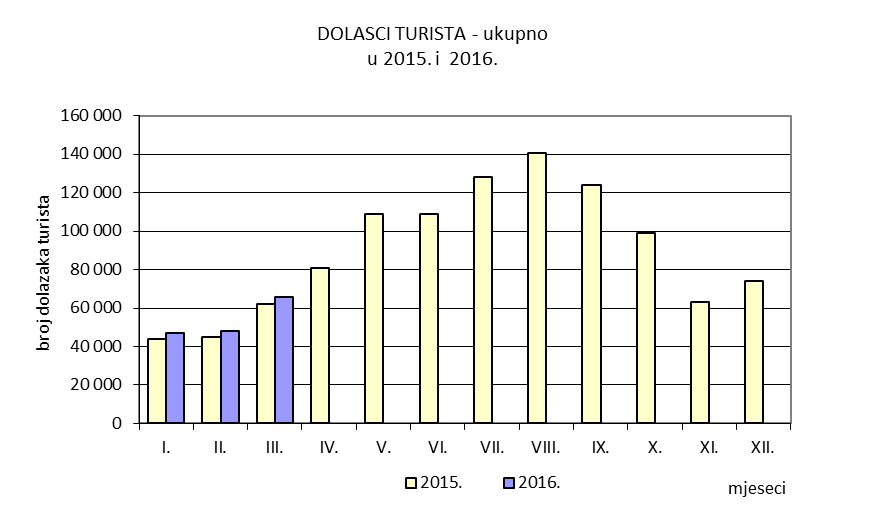 DOLASCI TURISTA - ukupno
u 2015. i 2016.
broj dolazaka turista
160 000
140 000
120 000
100 000
80 000
60 000
40 000
20 000
0
I. II. III. IV. V. VI. VII. VIII. IX. X. XI. XII.
2015. 2016.
mjeseci